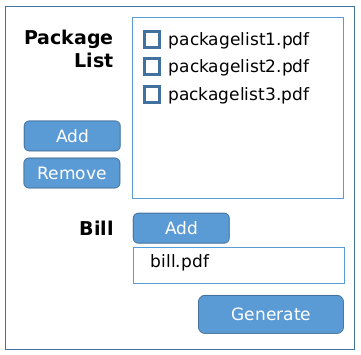 Package
List
packagelist1.pdf
packagelist2.pdf
packagelist3.pdf
Add
Remove
Bill
Add
bill.pdf
Generate